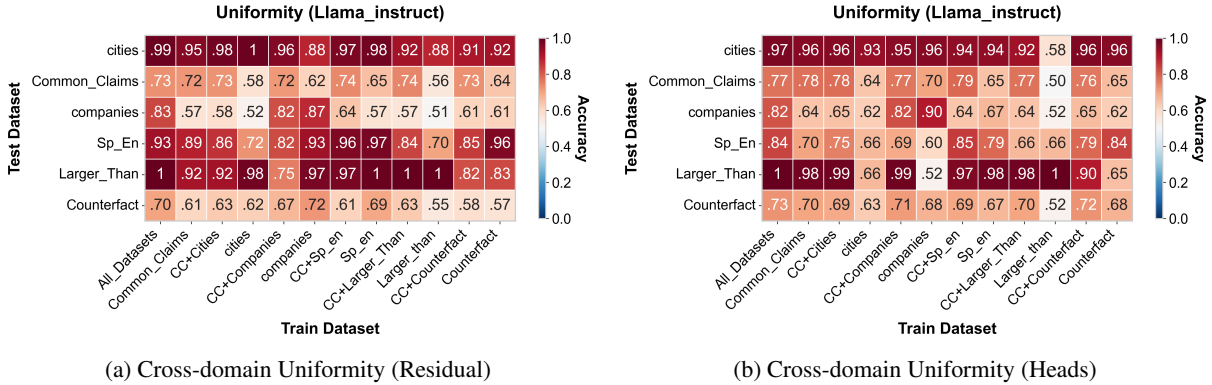 Uniformity (Llama_instruct)
Test Dataset
cities .99 .95 .98 1 .96 .88 .97 .98 .92 .88 .91 .92
Common_Claims .73 .72 .73 .58 .72 .62 .74 .65 .74 .56 .73 .64
companies .83 .57 .58 .52 .82 .87 .64 .57 .57 .51 .61 .61
Sp_En .93 .89 .86 .72 .82 .93 .96 .97 .84 .70 .85 .96
Larger_Than 1 .92 .92 .98 .75 .97 .97 1 1 1 .82 .83
Counterfact .70 .61 .63 .62 .67 .72 .61 .69 .63 .55 .58 .57
All_Datasets
Common_Claims
CC+Cities
cities
CC+Companies
companies
CC+Sp_en
Sp_en
CC+Larger_Than
Larger_than
CC+Counterfact
Counterfact
Train Dataset
1.0
0.8
0.6
0.4
0.2
0.0
Accuracy
(a) Cross-domain Uniformity (Residual)
Uniformity (Llama_instruct)
Test Dataset
cities .97 .96 .96 .93 .95 .96 .94 .94 .92 .58 .96 .96
Common_Claims .77 .78 .78 .64 .77 .70 .79 .65 .77 .50 .76 .65
companies .82 .64 .65 .62 .82 .90 .64 .67 .64 .52 .65 .62
Sp_En .84 .70 .75 .66 .69 .60 .85 .79 .66 .66 .79 .84
Larger_Than 1 .98 .99 .66 .99 .52 .97 .98 .98 1 .90 .65
Counterfact .73 .70 .69 .63 .71 .68 .69 .67 .70 .52 .72 .68
All_Datasets
Common_Claims
CC+Cities
cities
CC+Companies
companies
CC+Sp_en
Sp_en
CC+Larger_Than
Larger_than
CC+Counterfact
Counterfact
Train Dataset
1.0
0.8
0.6
0.4
0.2
0.0
Accuracy
(b) Cross-domain Uniformity (Heads)